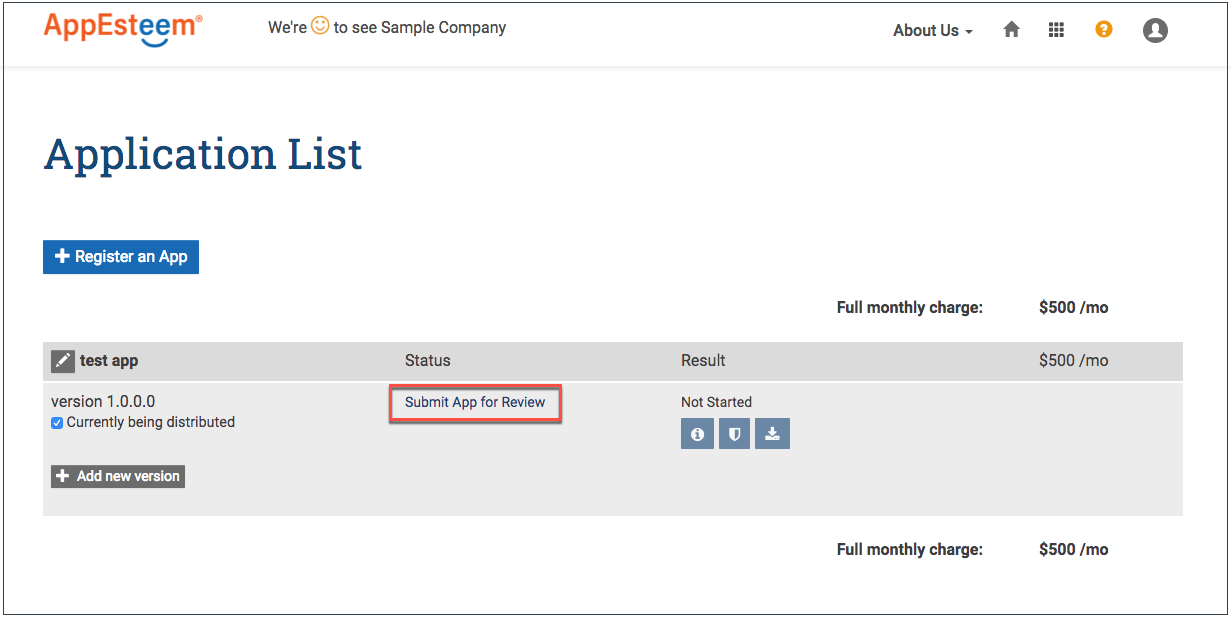 AppEsteem®
We're to see Sample Company
About Us
Application List
Register an App
Full monthly charge: $500 /mo
test app Status Result $500 /mo
version 1.0.0.0 Submit App for Review Not Started
Currently being distributed
Add new version
Full monthly charge: $500 /mo